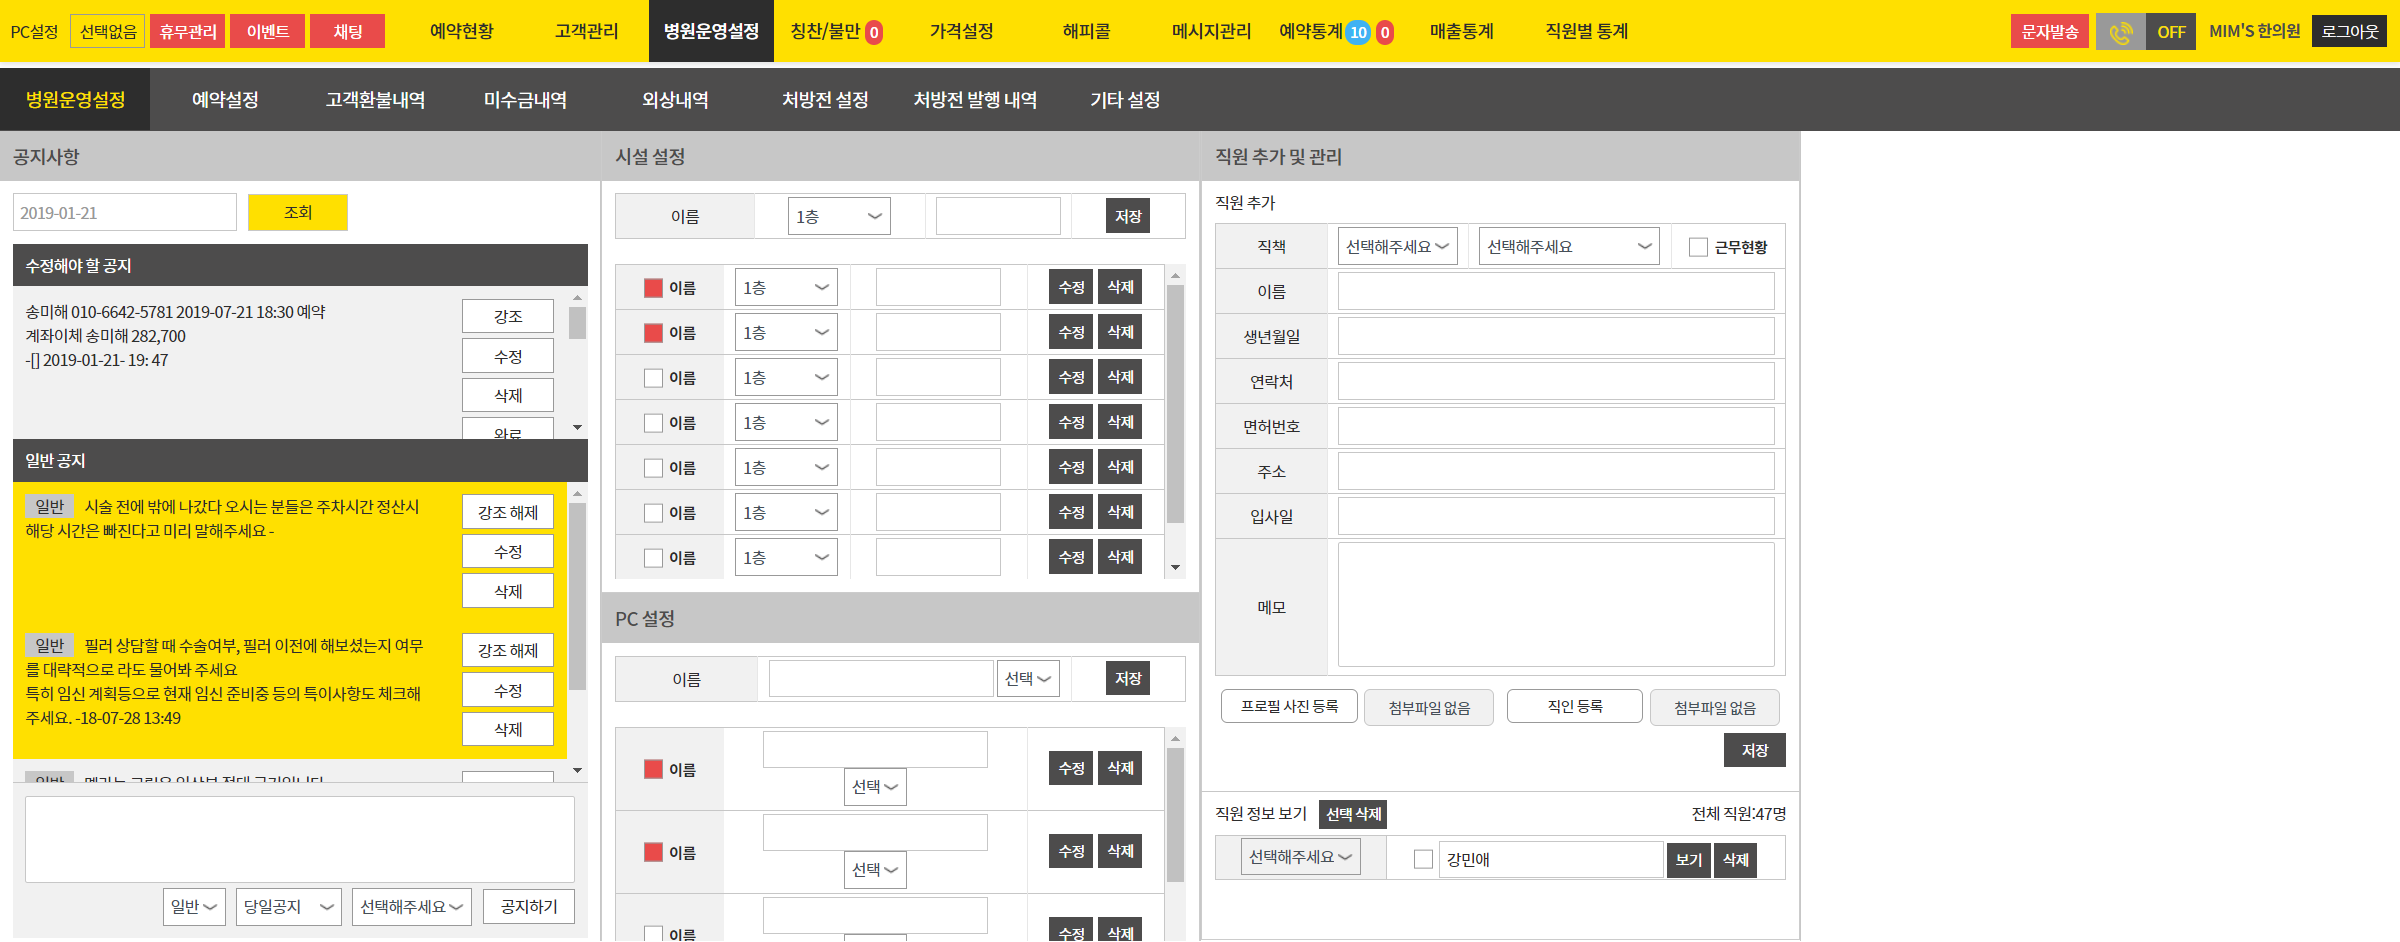 PC설정 선택없음 휴무관리 이벤트 채팅 예약현황 고객관리 병원운영설정 칭찬/불만 0 가격설정 해피콜 메시지관리 예약통계 10 0 매출통계 직원별 통계 문자발송 OFF MIM'S 한의원 로그아웃
병원운영설정 예약설정 고객환불내역 미수금내역 외상내역 처방전 설정 처방전 발행 내역 기타 설정
공지사항
2019-01-21 조회
수정해야 할 공지
송미해 010-6642-5781 2019-07-21 18:30 예약
계좌이체 송미해 282,700
-[] 2019-01-21- 19: 47
강조
수정
삭제
완료
일반 공지
일반 시술 전에 밖에 나갔다 오시는 분들은 주차시간 정산시
해당 시간은 빠진다고 미리 말해주세요 -
강조 해제
수정
삭제
일반 필러 상담할 때 수술여부, 필러 이전에 해보셨는지 여무
를 대략적으로 라도 물어봐 주세요
특히 임신 계획등으로 현재 임신 준비중 등의 특이사항도 체크해
주세요. -18-07-28 13:49
강조 해제
수정
삭제
일반
일반 당일공지 선택해주세요 공지하기
시설 설정
이름 1층 저장
이름 1층 수정 삭제
이름 1층 수정 삭제
이름 1층 수정 삭제
이름 1층 수정 삭제
이름 1층 수정 삭제
이름 1층 수정 삭제
이름 1층 수정 삭제
PC 설정
이름 선택 저장
이름 선택 수정 삭제
이름 선택 수정 삭제
이름 수정 삭제
직원 추가 및 관리
직원 추가
직책 선택해주세요 선택해주세요 근무현황
이름
생년월일
연락처
면허번호
주소
입사일
메모
프로필 사진 등록 첨부파일 없음 직인 등록 첨부파일 없음
저장
직원 정보 보기 선택 삭제 전체 직원:47명
선택해주세요 강민애 보기 삭제